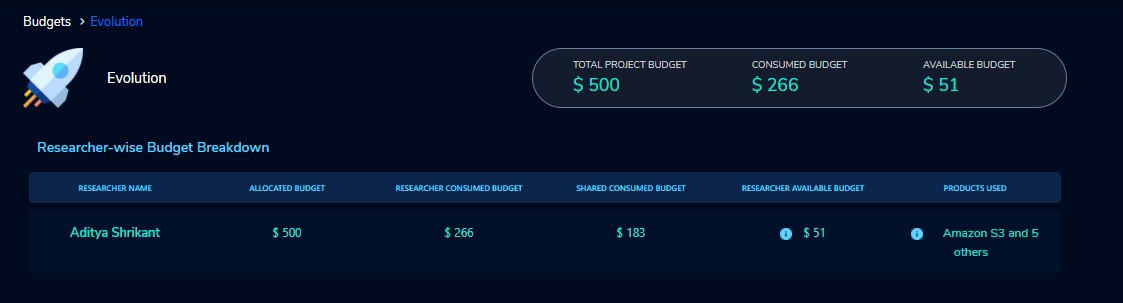 Budgets > Evolution
Evolution
TOTAL PROJECT BUDGET CONSUMED BUDGET AVAILABLE BUDGET
$ 500 $ 266 $ 51
Researcher-wise Budget Breakdown
RESEARCHER NAME ALLOCATED BUDGET RESEARCHER CONSUMED BUDGET SHARED CONSUMED BUDGET RESEARCHER AVAILABLE BUDGET PRODUCTS USED
Aditya Shrikant $ 500 $ 266 $ 183 i $ 51 i Amazon S3 and 5
others